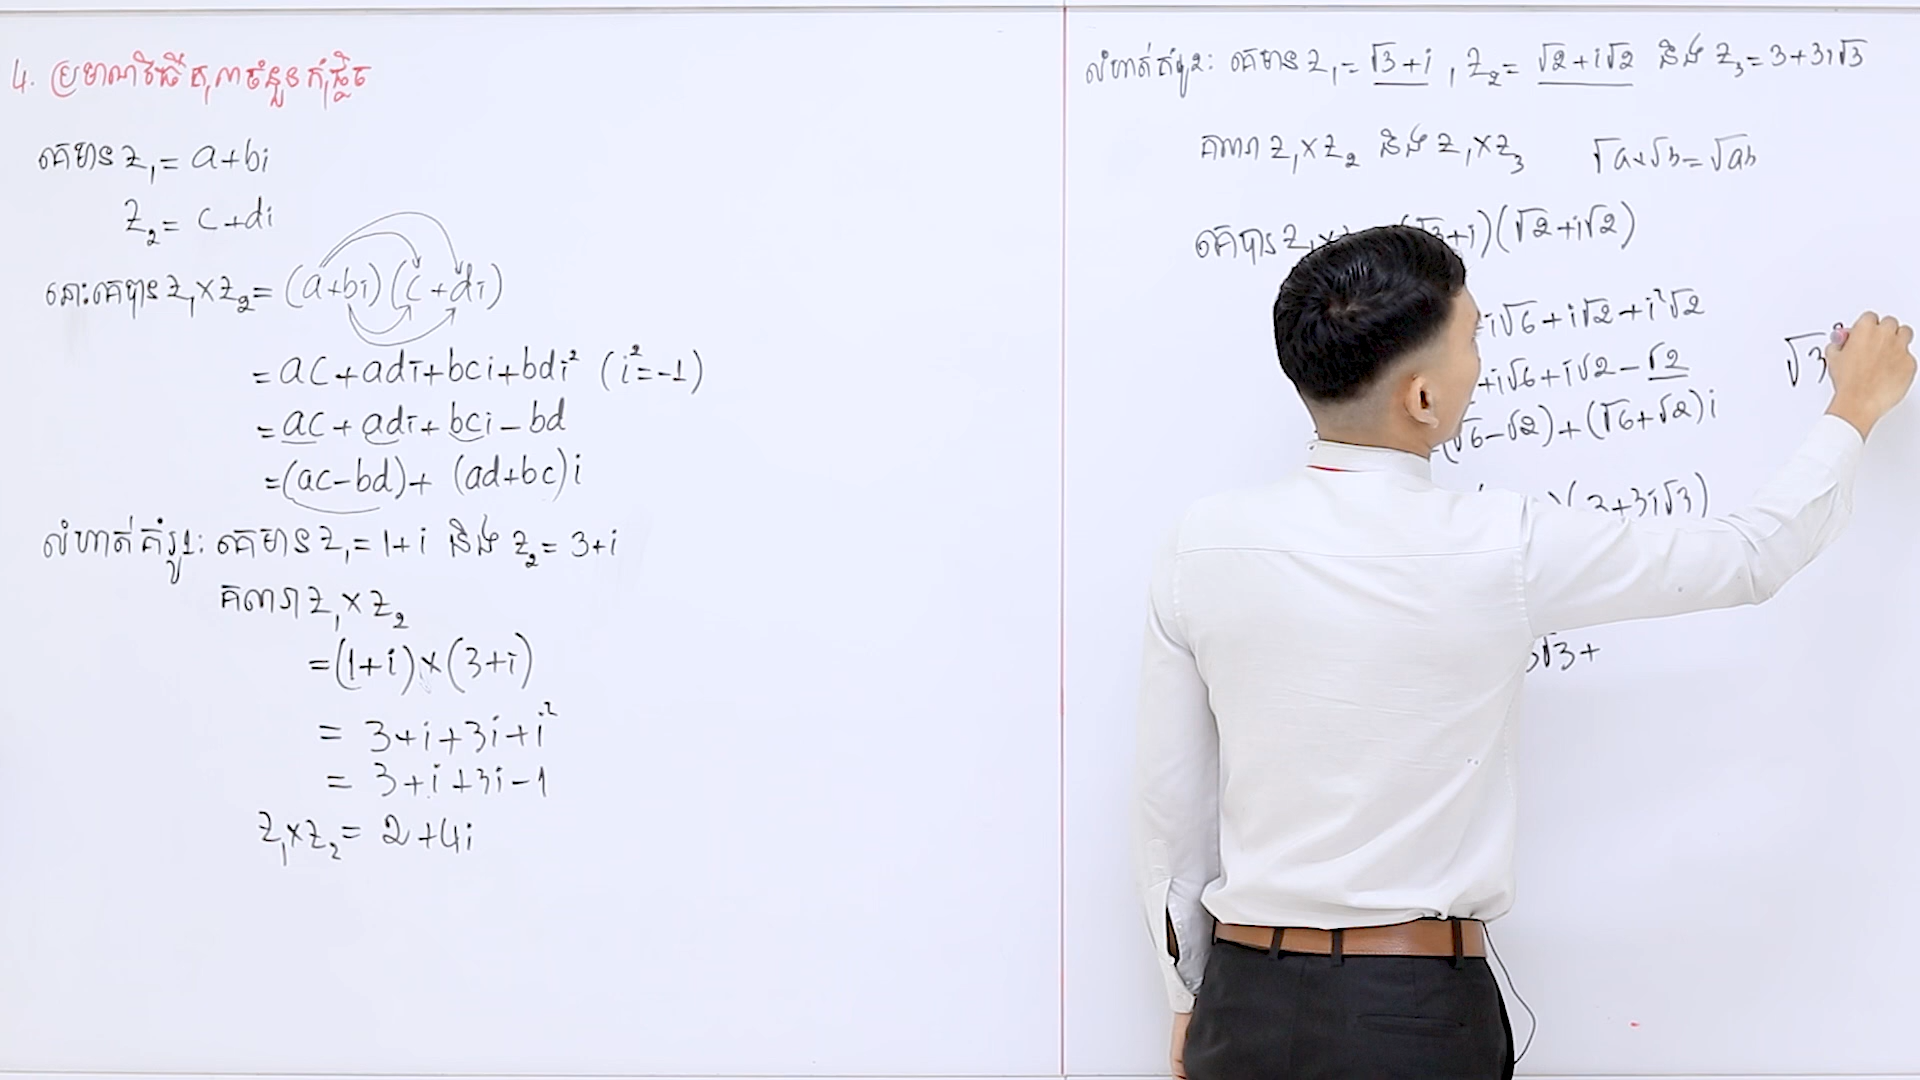 4. ប្រមាណវិធីគុណចំនួនកុំផ្លិច
គេមាន z₁ = a+bi
z₂ = c+di
នោះគេបាន z₁×z₂ = (a+bi)(c+di)
= ac+adi+bci+bdi² (i²=-1)
= ac+adi+bci-bd
=(ac-bd)+ (ad+bc)i
លំហាត់គំរូ1: គេមាន z₁= 1+i និង z₂= 3+i
គណនា z₁×z₂
=(1+i)×(3+i)
= 3+i+3i+i²
= 3+i+3i-1
z₁×z₂= 2+4i
លំហាត់គំរូ2: គេមាន z₁= √3+i , z₂= √2+i√2 និង z₃=3+3i√3
គណនា z₁×z₂ និង z₁×z₃ √a×√b=√ab
គេបាន z₁× +i)(√2+i√2)
i√6+i√2+i²√2
+i√6+i√2-√2
(√6-√2)+(√6+√2)i
)(3+3i√3)
√3+
√3